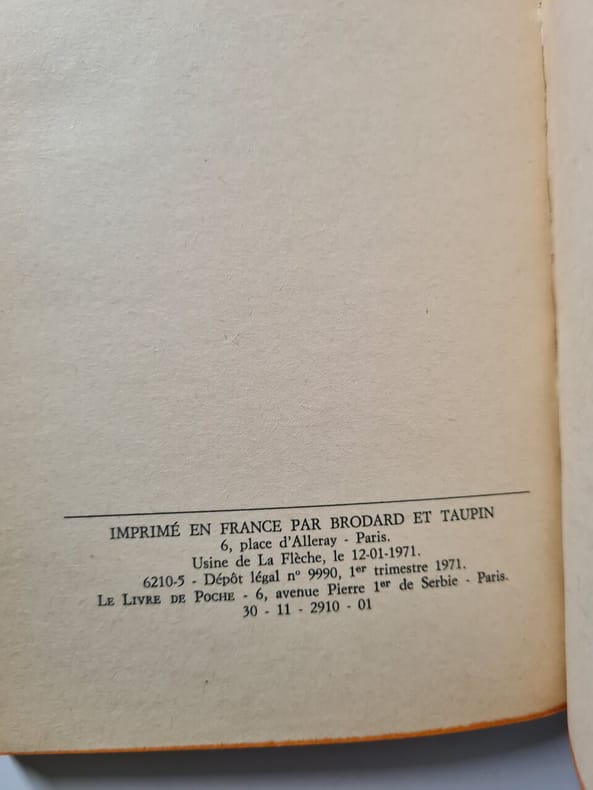 IMPRIMÉ EN FRANCE PAR BRODARD ET TAUPIN
6, place d'Alleray - Paris.
Usine de La Flèche, le 12-01-1971.
6210-5 - Dépôt légal nº 9990, 1er trimestre 1971.
LE LIVRE DE POCHE - 6, avenue Pierre 1er de Serbie - Paris.
30 - 11 - 2910 - 01